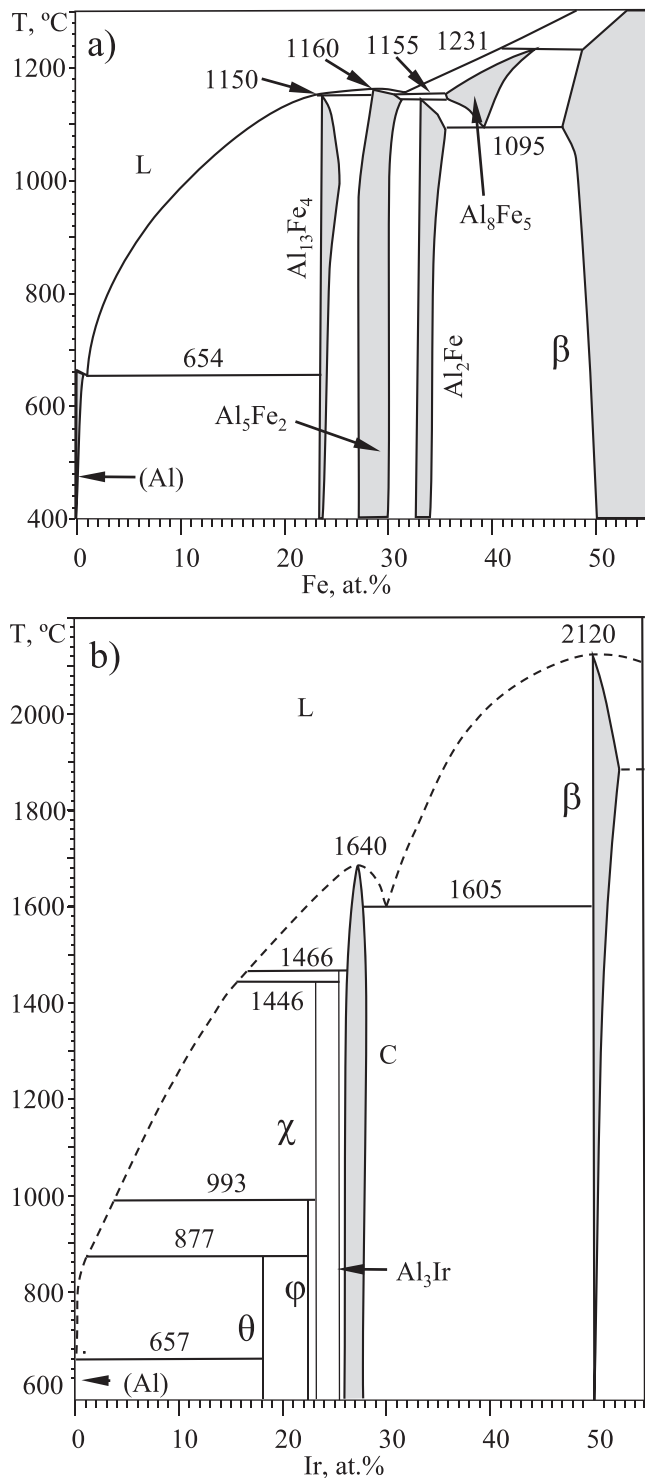 T, ºC
a)
1231
1155
1160
1150
1200
L
1000
1095
Al8Fe5
Al13Fe4
800
654
Al2Fe
β
600
Al5Fe2
(Al)
400
0
10
20
30
40
50
Fe, at.%
T, ºC
b)
2120
L
2000
β
1800
1640
1600
1605
1466
1446
1400
C
1200
χ
1000
993
877
Al3Ir
800
φ
θ
657
600
(Al)
0
10
20
30
40
50
Ir, at.%